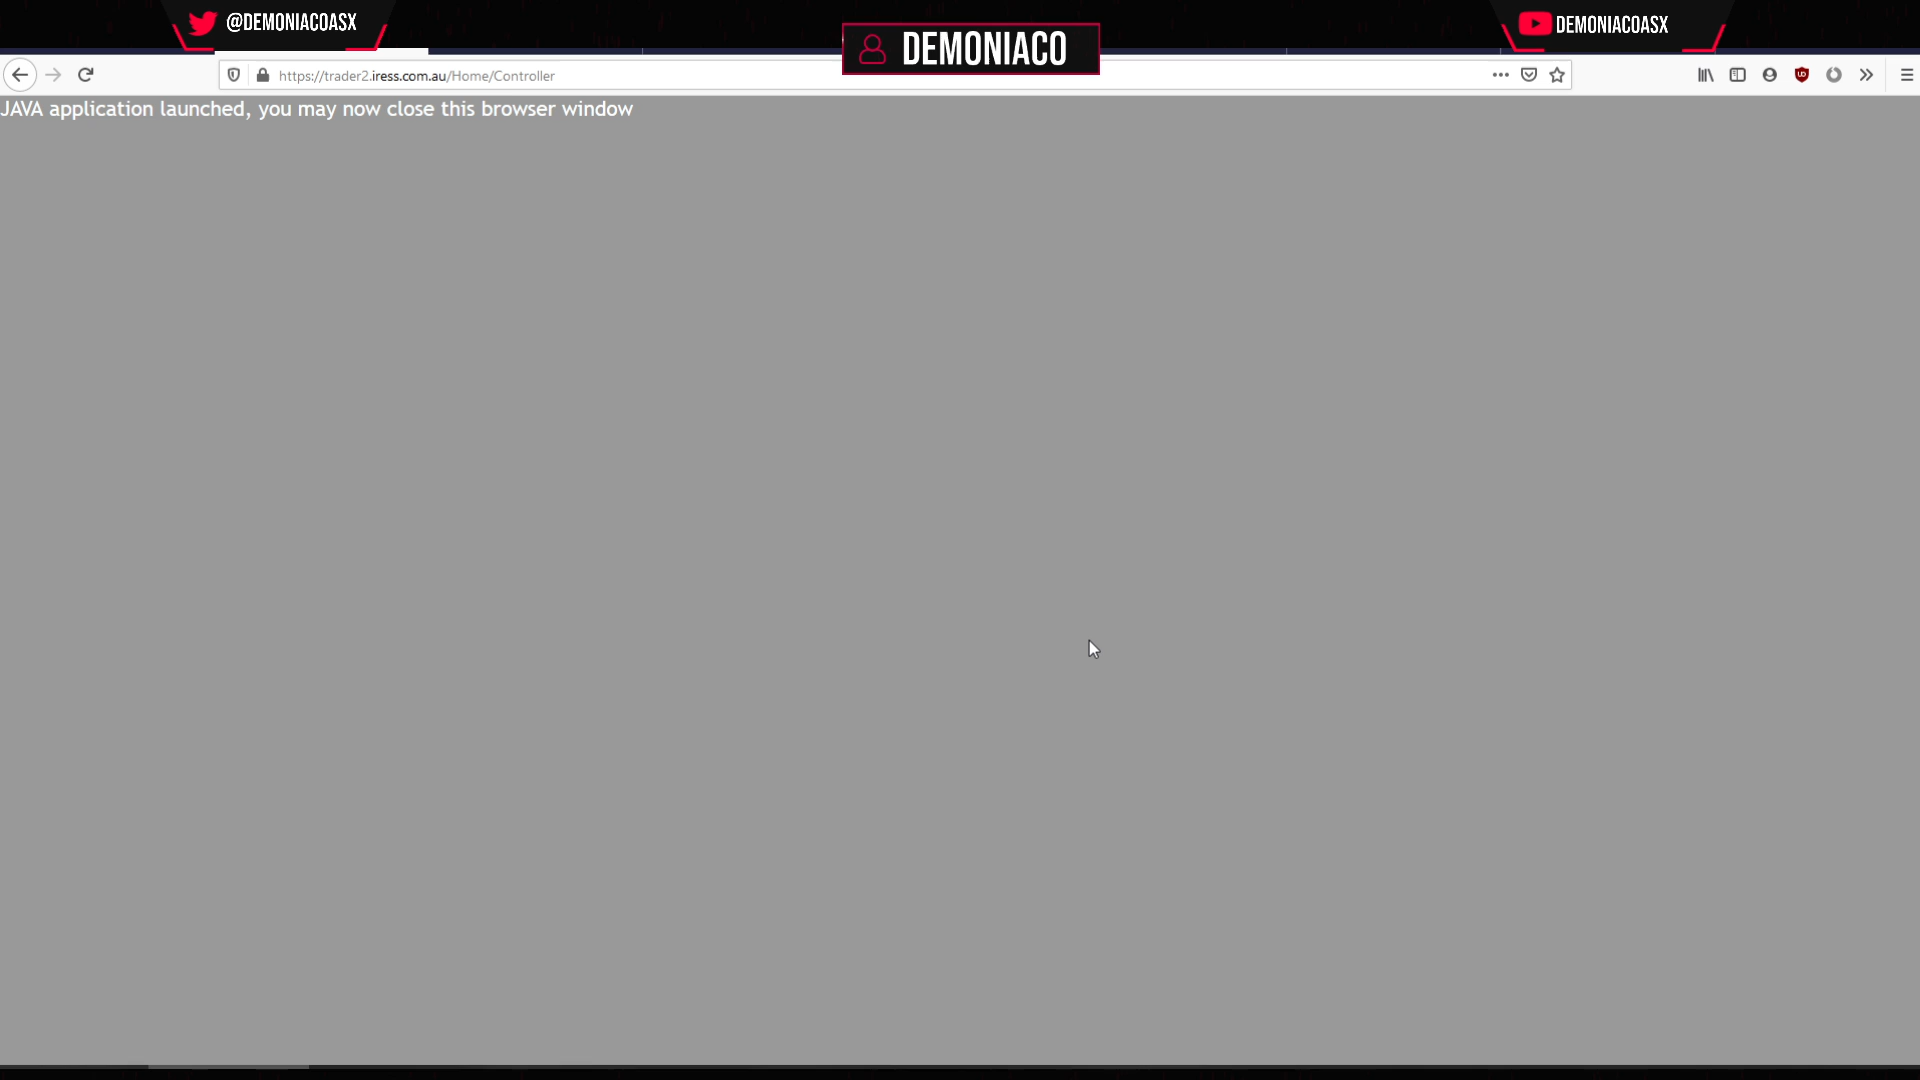 @DEMONIACOASX
DEMONIACO
DEMONIACOASX
https://trader2.iress.com.au/Home/Controller
JAVA application launched, you may now close this browser window